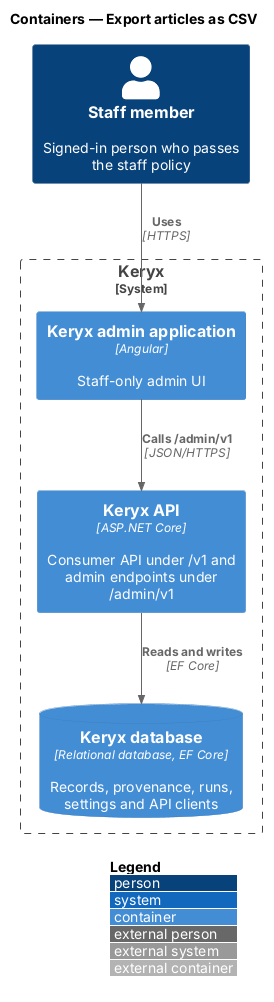 Containers — Export articles as CSV
Staff member
Signed-in person who passes
the staff policy
Uses
[HTTPS]
Keryx
[System]
Keryx admin application
[Angular]
Staff-only admin UI
Calls /admin/v1
[JSON/HTTPS]
Keryx API
[ASP.NET Core]
Consumer API under /v1 and
admin endpoints under
/admin/v1
Reads and writes
[EF Core]
Keryx database
[Relational database, EF Core]
Records, provenance, runs,
settings and API clients
Legend
person
system
container
external person
external system
external container